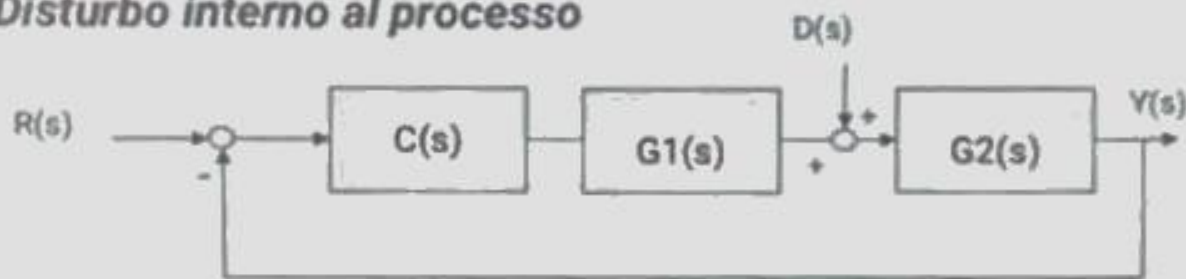 Disturbo interno al processo
D(s)
R(s)
C(s)
G1(s)
G2(s)
Y(s)
-
+
+